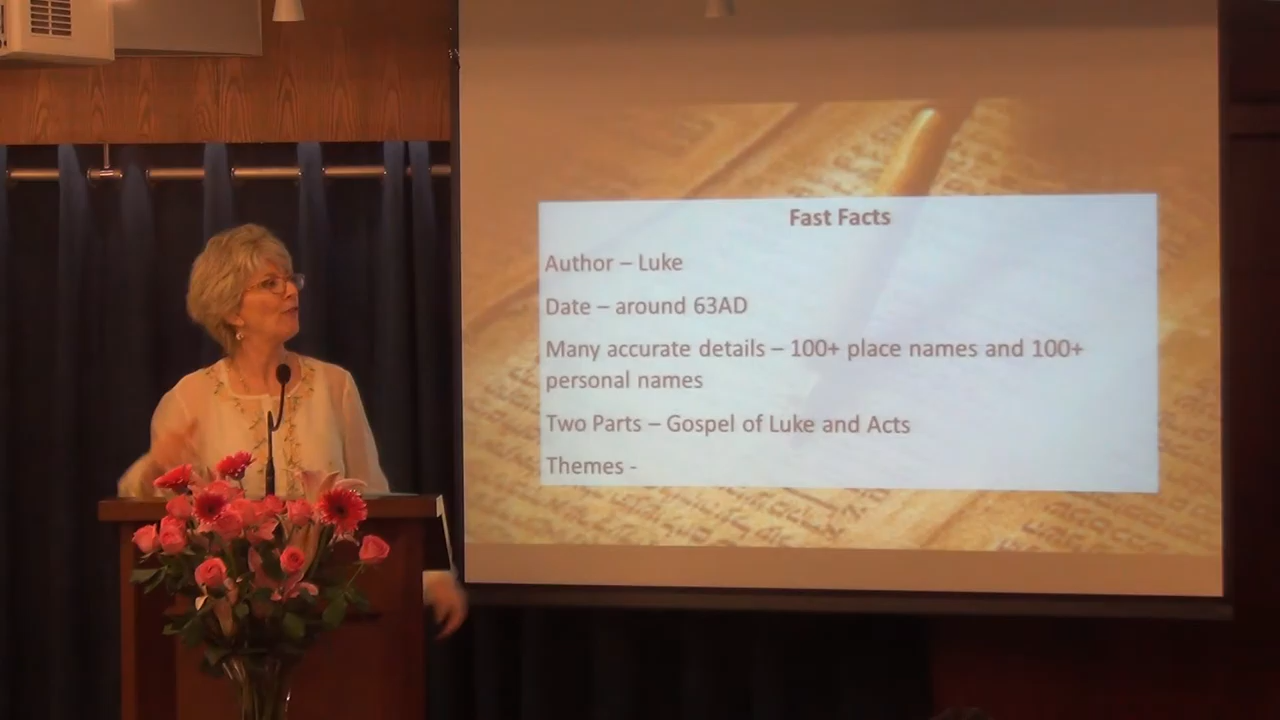 Fast Facts
Author – Luke
Date – around 63AD
Many accurate details – 100+ place names and 100+
personal names
Two Parts – Gospel of Luke and Acts
Themes -